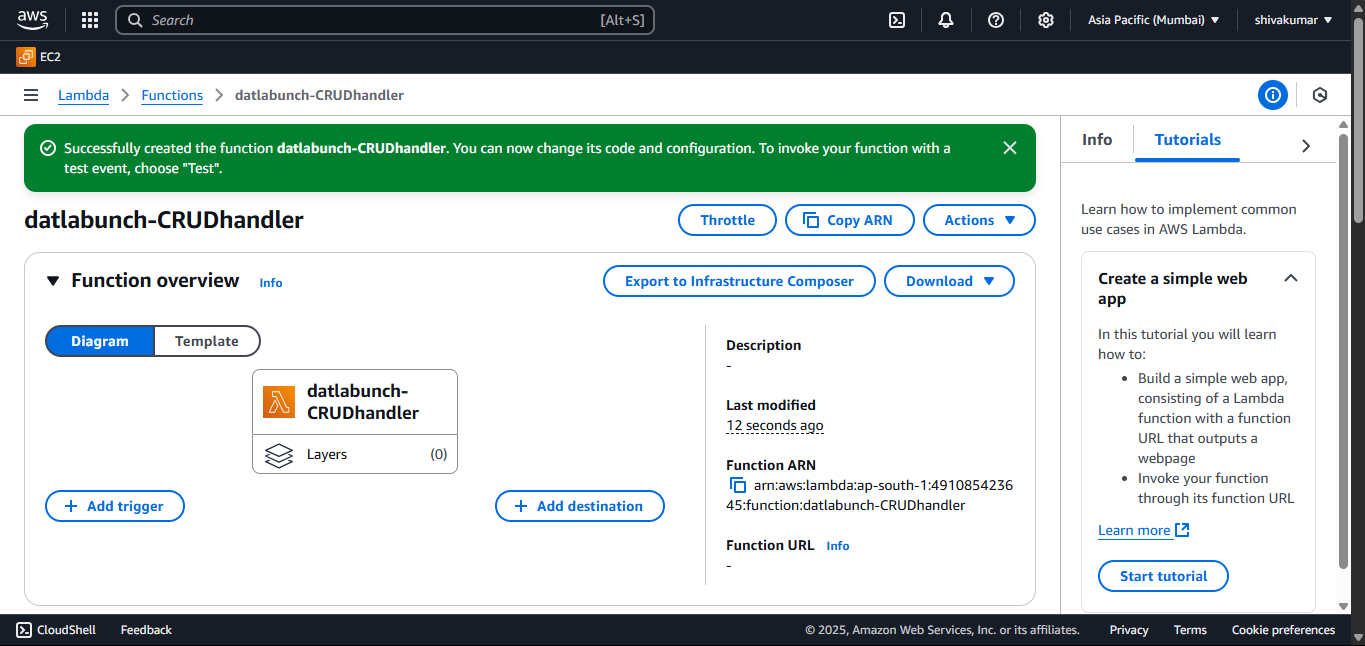 aws
Search
[Alt+S]
Asia Pacific (Mumbai)
shivakumar
EC2
Lambda
Functions
datlabunch-CRUDhandler
Successfully created the function datlabunch-CRUDhandler. You can now change its code and configuration. To invoke your function with a
test event, choose "Test".
datlabunch-CRUDhandler
Throttle
Copy ARN
Actions
Function overview
Info
Export to Infrastructure Composer
Download
Diagram
Template
datlabunch-
CRUDhandler
Layers
(0)
Add trigger
Add destination
Description
-
Last modified
12 seconds ago
Function ARN
arn:aws:lambda:ap-south-1:4910854236
45:function:datlabunch-CRUDhandler
Function URL
Info
-
Info
Tutorials
Learn how to implement common
use cases in AWS Lambda.
Create a simple web
app
In this tutorial you will learn
how to:
• Build a simple web app,
consisting of a Lambda
function with a function
URL that outputs a
webpage
• Invoke your function
through its function URL
Learn more
Start tutorial
CloudShell
Feedback
© 2025, Amazon Web Services, Inc. or its affiliates.
Privacy
Terms
Cookie preferences